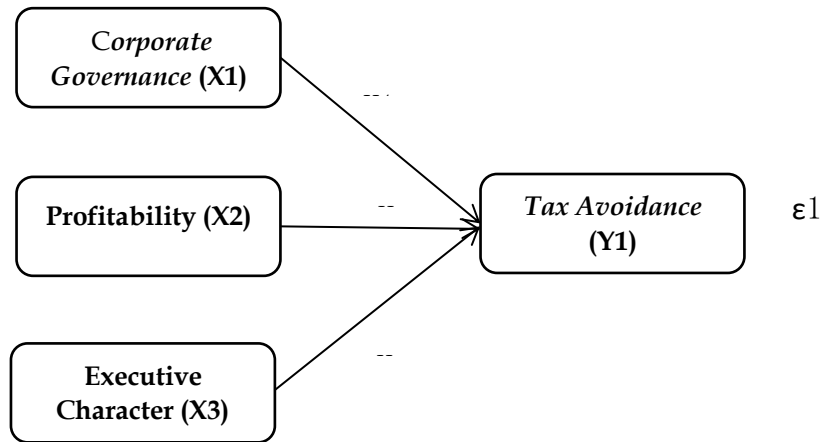 Corporate
Governance (X1)
Profitability (X2)
Tax Avoidance
(Y1)
ε1
Executive
Character (X3)